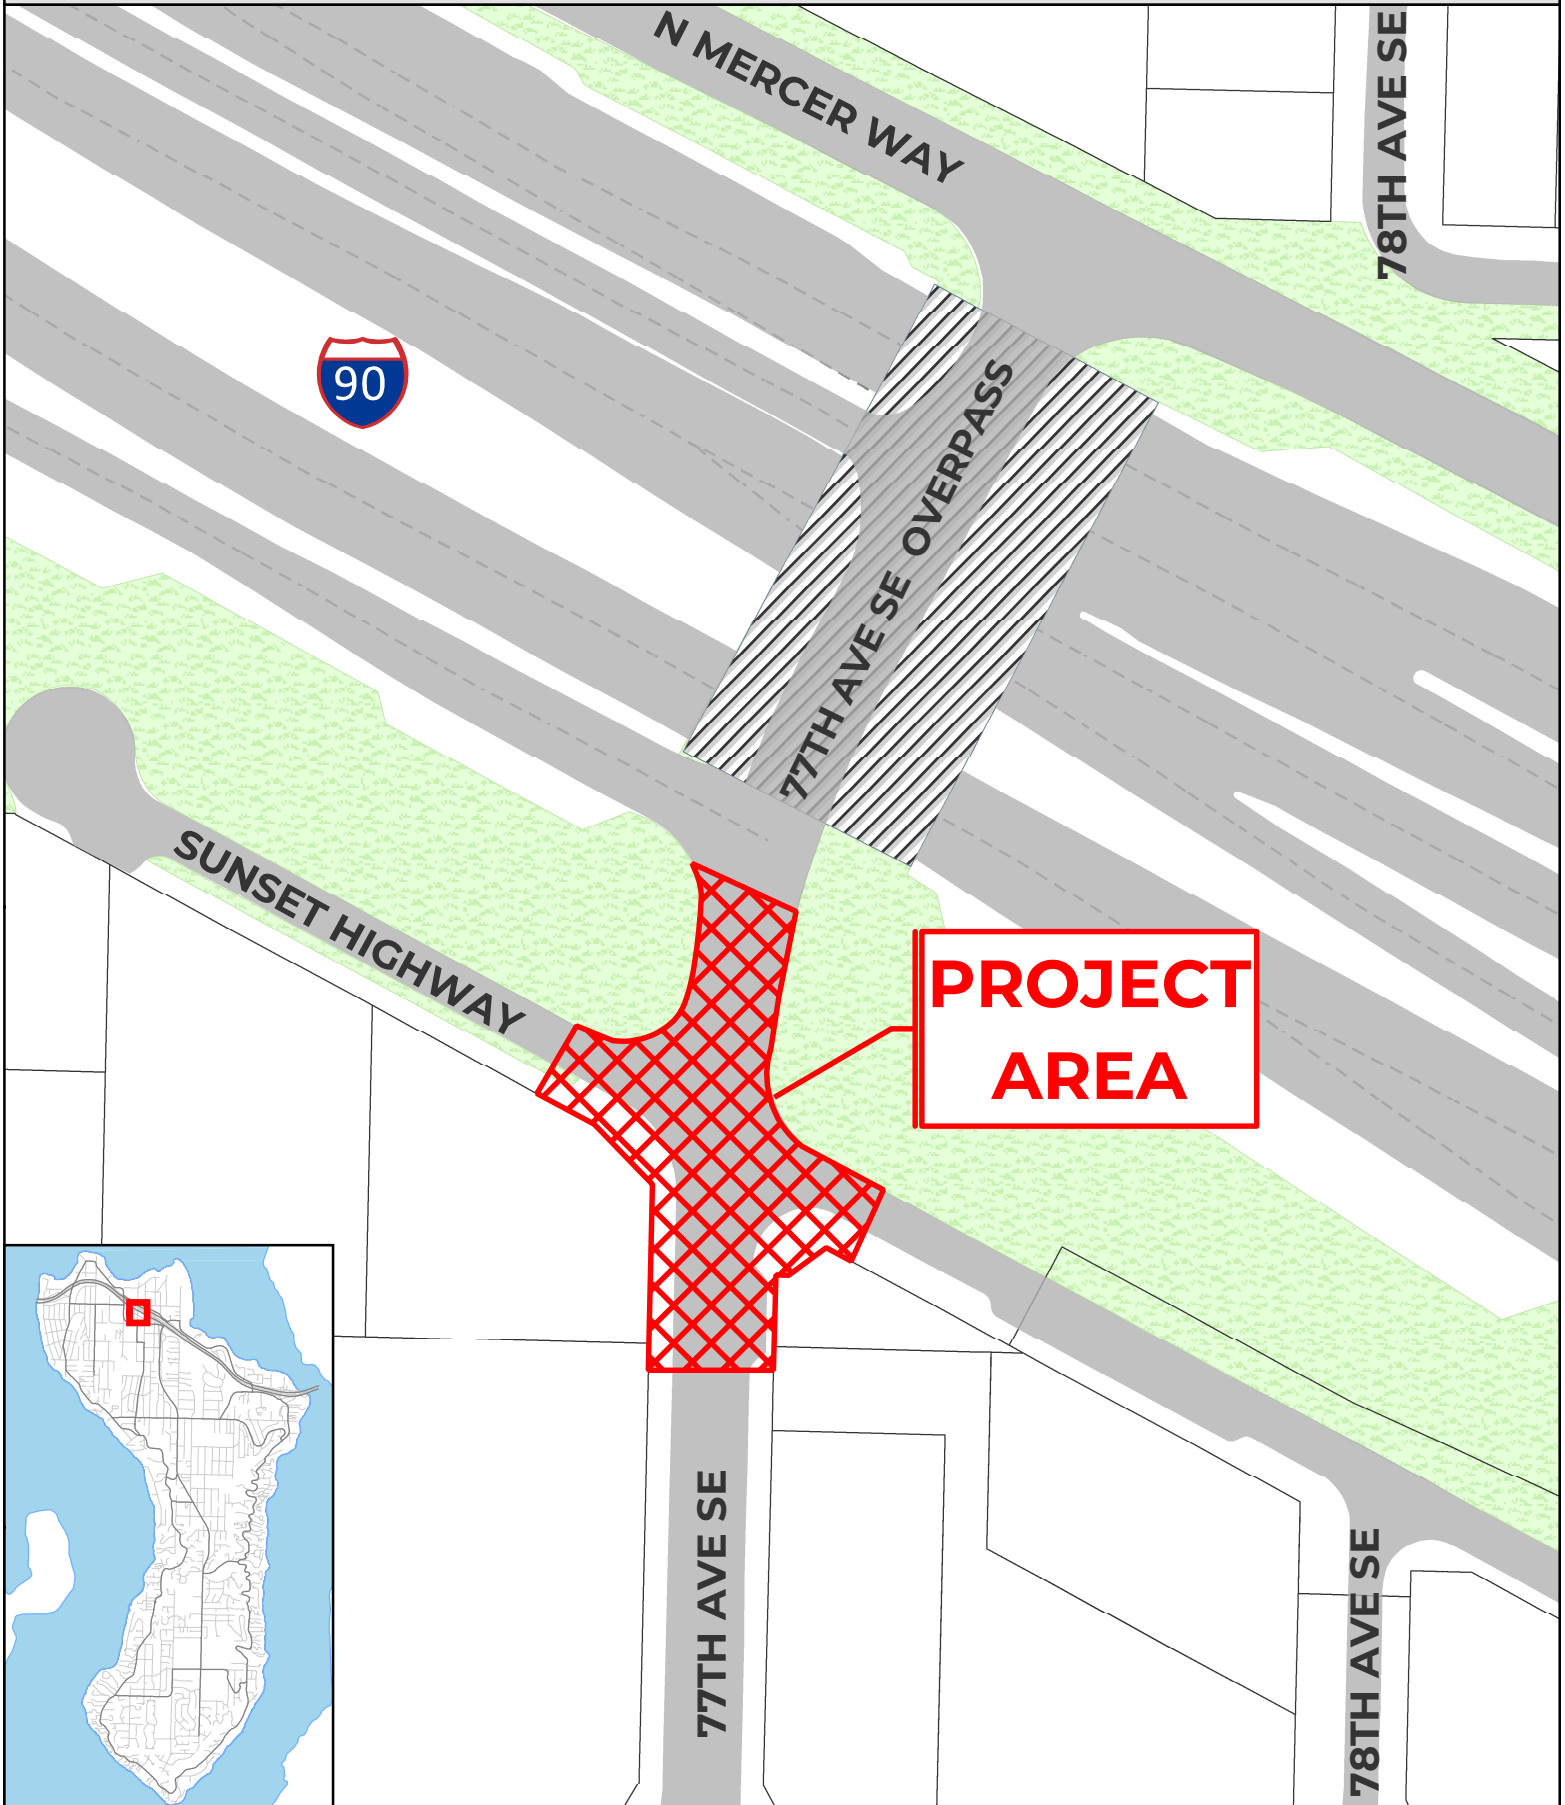 N MERCER WAY
78TH AVE SE
90
77TH AVE SE OVERPASS
SUNSET HIGHWAY
PROJECT
AREA
77TH AVE SE
78TH AVE SE